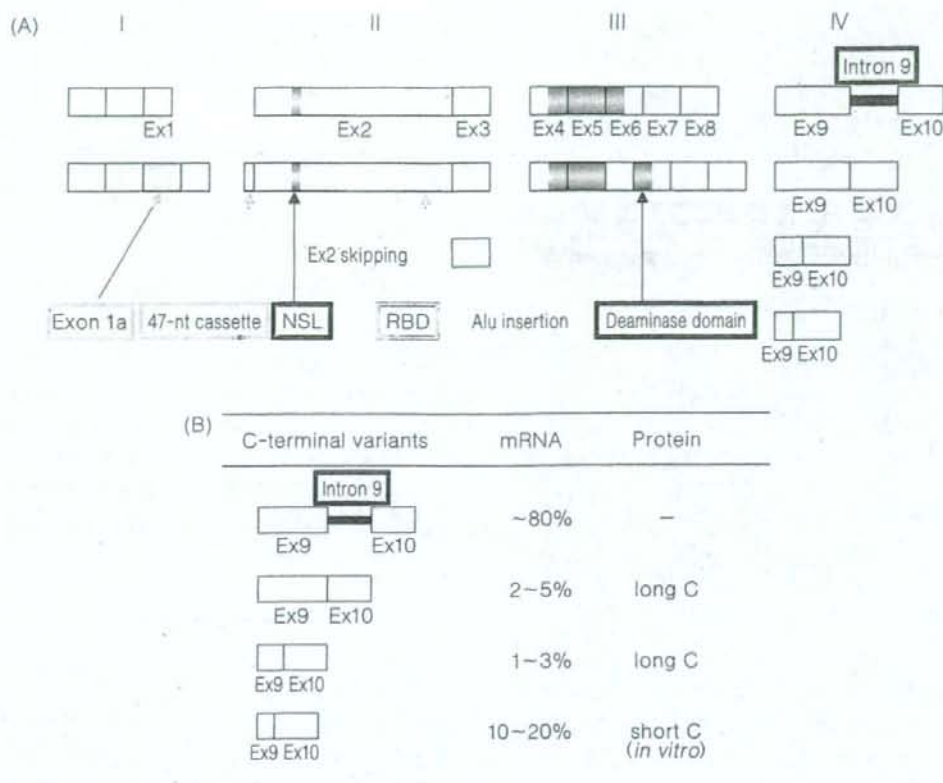 (A) I II III IV
Intron 9
Ex1 Ex2 Ex3 Ex4 Ex5 Ex6 Ex7 Ex8 Ex9 Ex10
Ex9 Ex10
Ex2 skipping
Ex9 Ex10
Exon 1a 47-nt cassette NSL RBD Alu insertion Deaminase domain
Ex9 Ex10
(B)
C-terminal variants mRNA Protein
Intron 9
~80% –
Ex9 Ex10
2~5% long C
Ex9 Ex10
1~3% long C
Ex9 Ex10
10~20% short C
Ex9 Ex10 (in vitro)